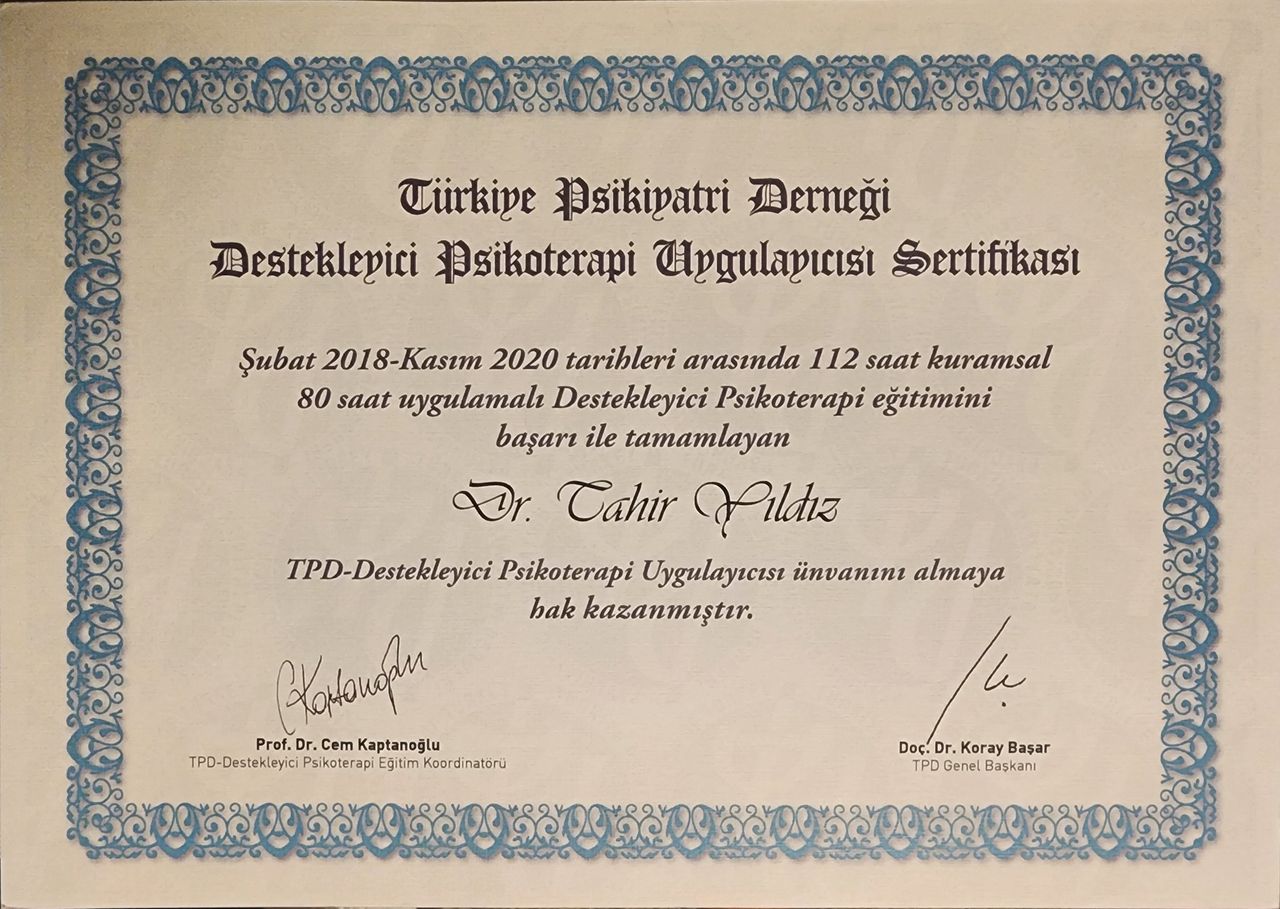 Türkiye Psikiyatri Derneği
Destekleyici Psikoterapi Uygulayıcısı Sertifikası
Şubat 2018-Kasım 2020 tarihleri arasında 112 saat kuramsal
80 saat uygulamalı Destekleyici Psikoterapi eğitimini
başarı ile tamamlayan
Dr. Tahir Yıldız
TPD-Destekleyici Psikoterapi Uygulayıcısı ünvanını almaya
hak kazanmıştır.
Prof. Dr. Cem Kaptanoğlu
TPD-Destekleyici Psikoterapi Eğitim Koordinatörü
Doç. Dr. Koray Başar
TPD Genel Başkanı